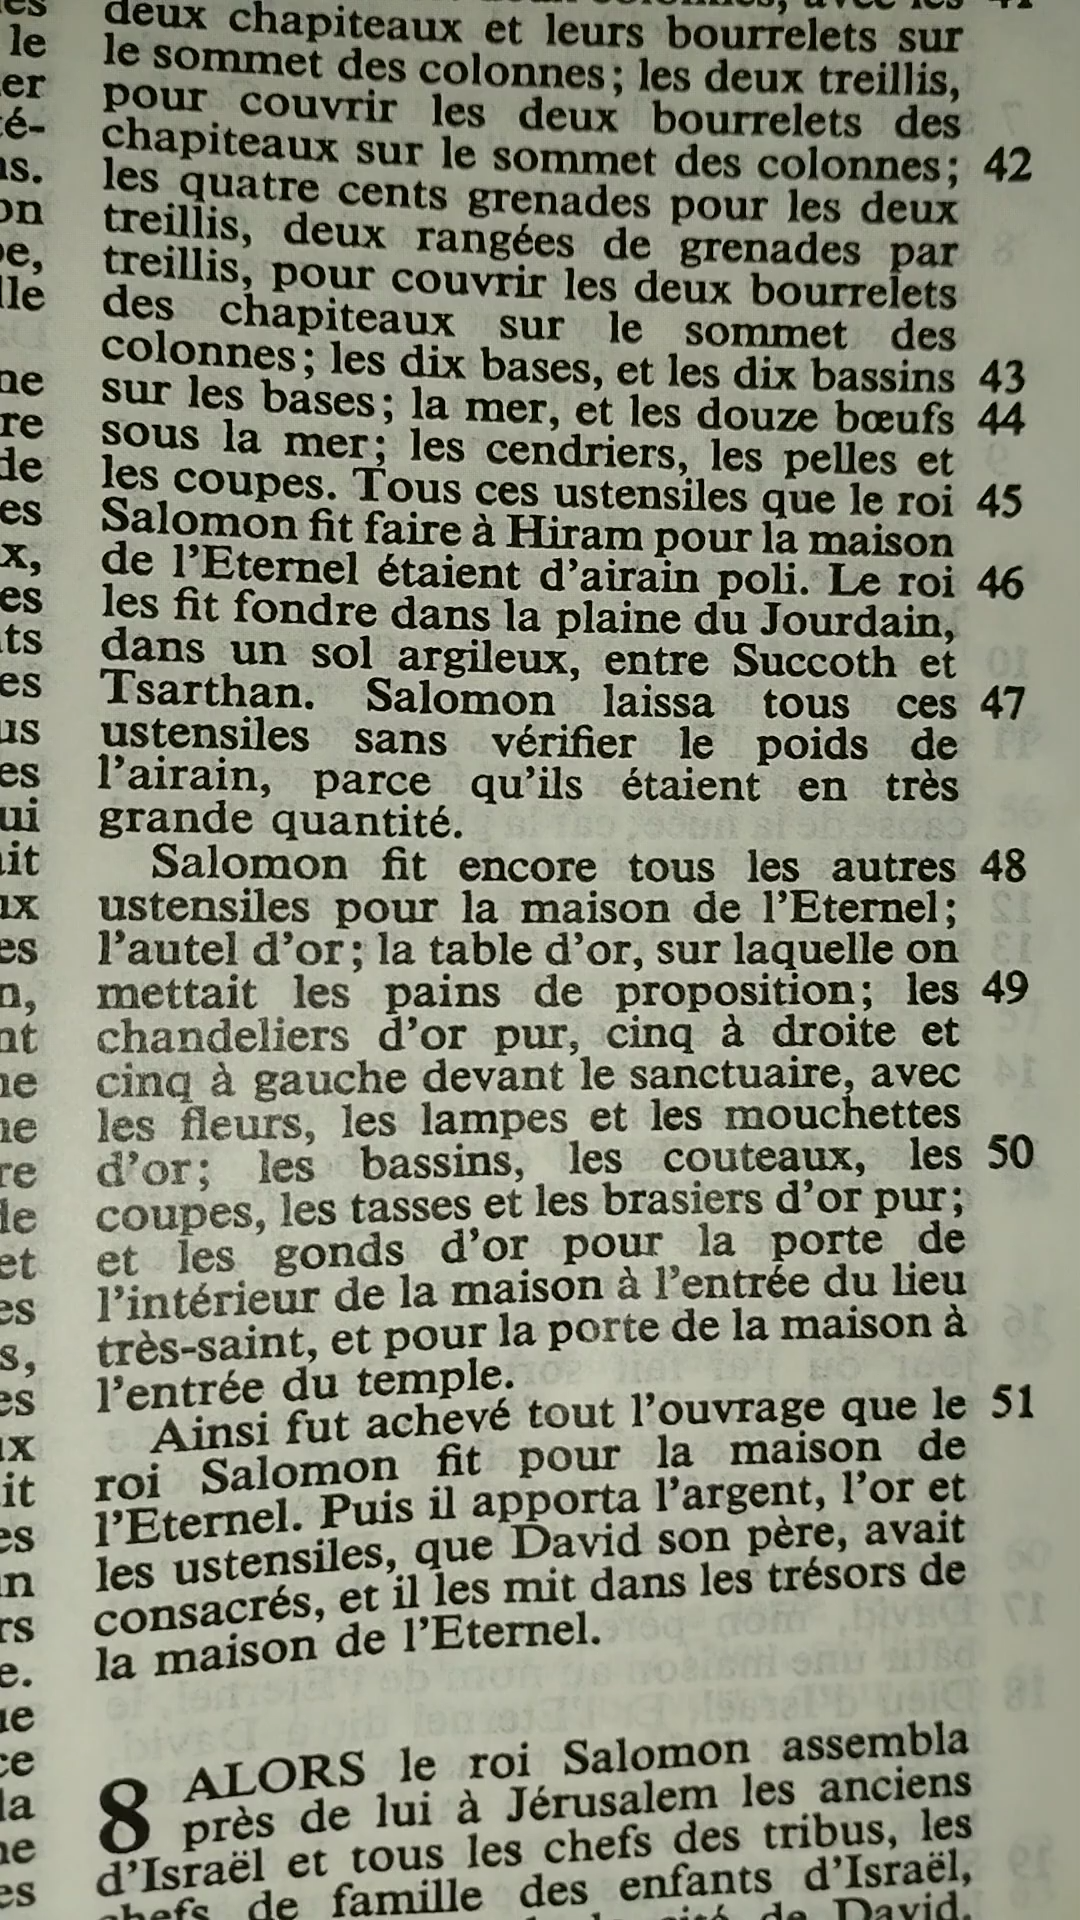 deux chapiteaux et leurs bourrelets sur
le sommet des colonnes; les deux treillis,
pour couvrir les deux bourrelets des
chapiteaux sur le sommet des colonnes; 42
les quatre cents grenades pour les deux
treillis, deux rangées de grenades par
treillis, pour couvrir les deux bourrelets
des chapiteaux sur le sommet des
colonnes; les dix bases, et les dix bassins 43
sur les bases; la mer, et les douze bœufs 44
sous la mer; les cendriers, les pelles et
les coupes. Tous ces ustensiles que le roi 45
Salomon fit faire à Hiram pour la maison
de l'Eternel étaient d'airain poli. Le roi 46
les fit fondre dans la plaine du Jourdain,
dans un sol argileux, entre Succoth et
Tsarthan. Salomon laissa tous ces 47
ustensiles sans vérifier le poids de
l'airain, parce qu'ils étaient en très
grande quantité.
Salomon fit encore tous les autres 48
ustensiles pour la maison de l'Eternel;
l'autel d'or; la table d'or, sur laquelle on
mettait les pains de proposition; les 49
chandeliers d'or pur, cinq à droite et
cinq à gauche devant le sanctuaire, avec
les fleurs, les lampes et les mouchettes
d'or; les bassins, les couteaux, les 50
coupes, les tasses et les brasiers d'or pur;
et les gonds d'or pour la porte de
l'intérieur de la maison à l'entrée du lieu
très-saint, et pour la porte de la maison à
l'entrée du temple.
Ainsi fut achevé tout l'ouvrage que le 51
roi Salomon fit pour la maison de
l'Eternel. Puis il apporta l'argent, l'or et
les ustensiles, que David son père, avait
consacrés, et il les mit dans les trésors de
la maison de l'Eternel.
8 ALORS le roi Salomon assembla
près de lui à Jérusalem les anciens
d'Israël et tous les chefs des tribus, les
chefs de famille des enfants d'Israël,
de David,